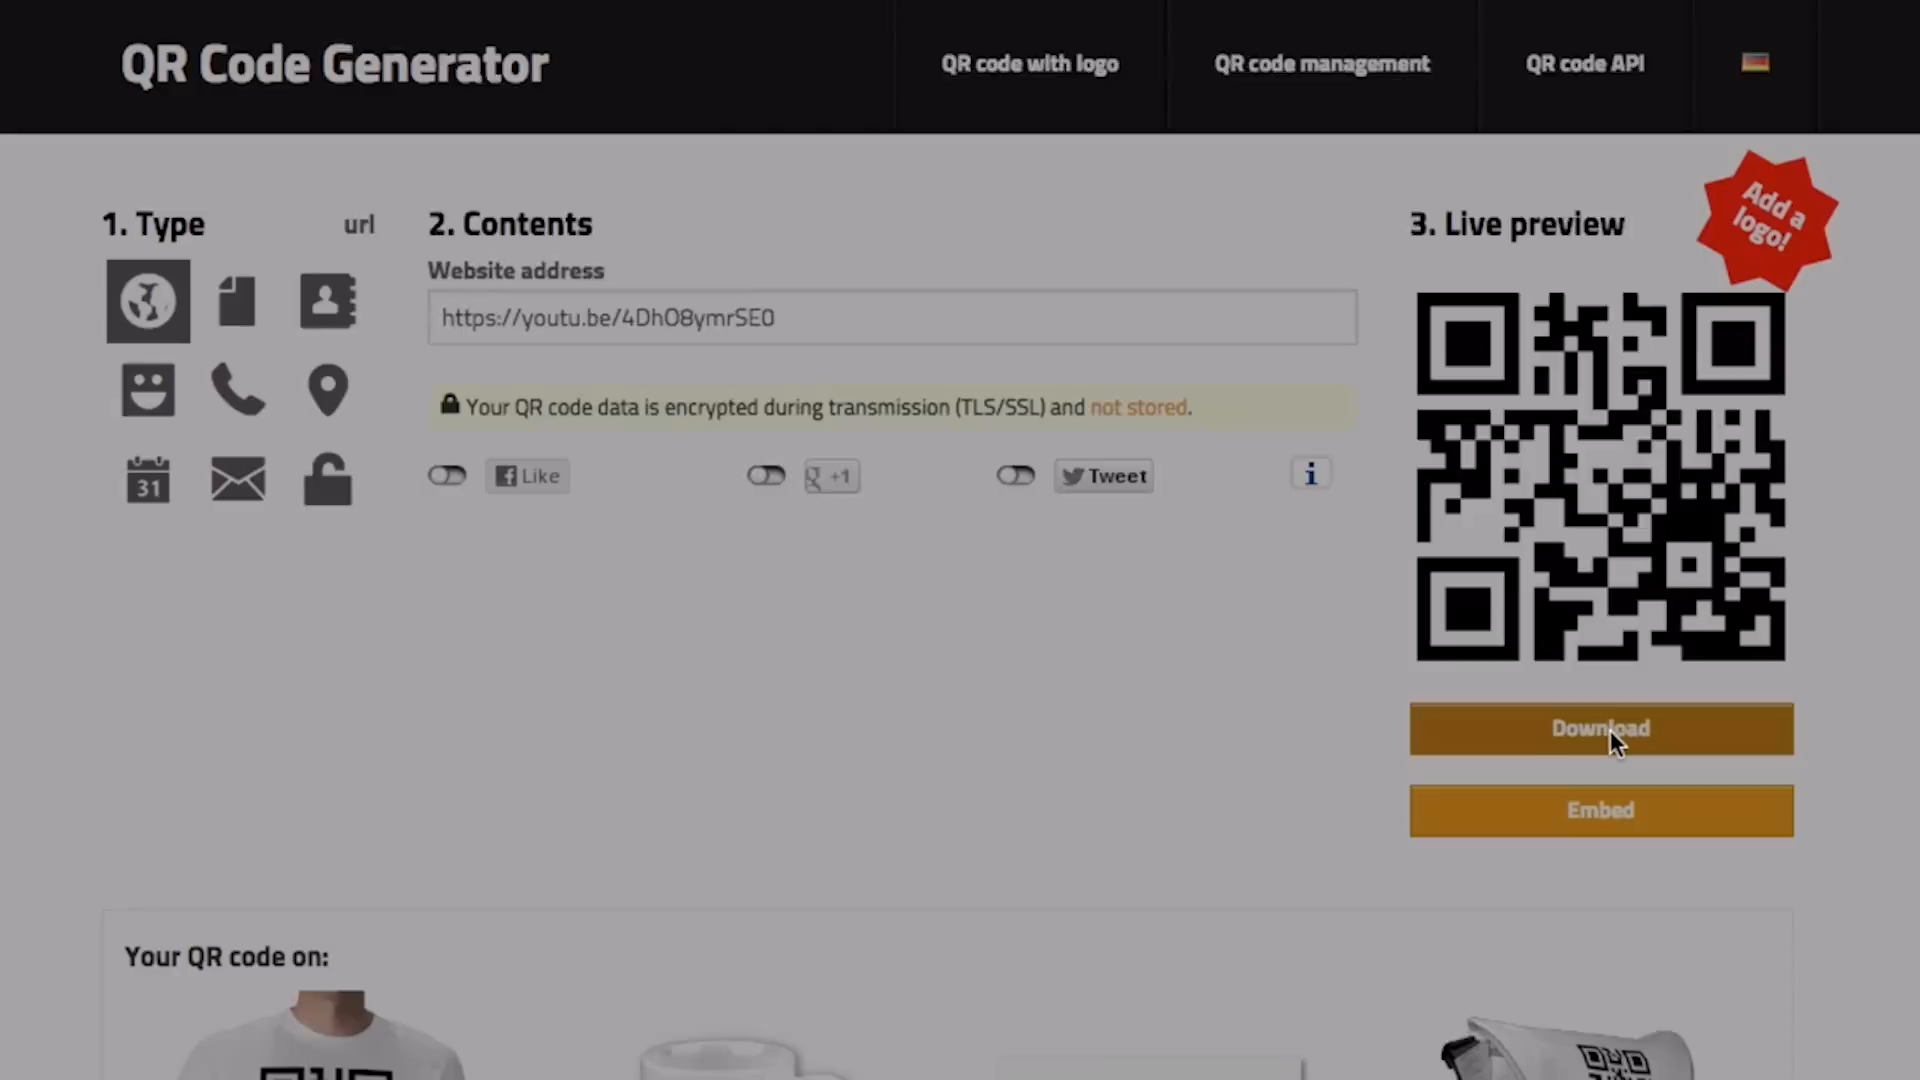 QR Code Generator
QR code with logo
QR code management
QR code API
1. Type
url
2. Contents
3. Live preview
Add a
logo!
Website address
https://youtu.be/4DhO8ymrSE0
Your QR code data is encrypted during transmission (TLS/SSL) and not stored.
31
Like
g +1
Tweet
i
Download
Embed
Your QR code on: